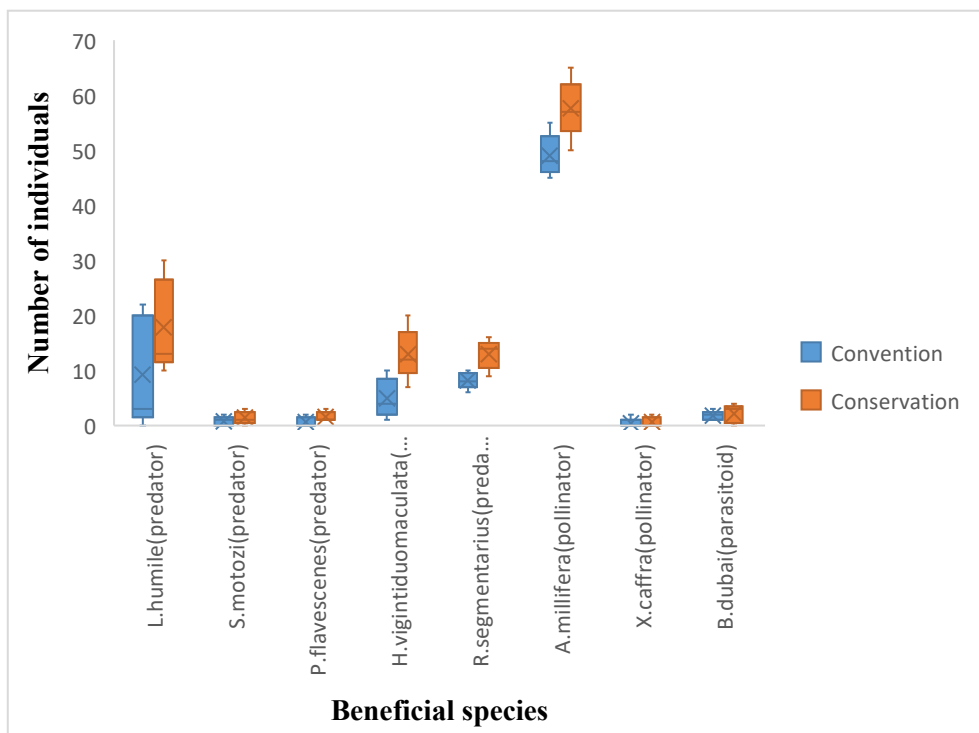 70
60
50
40
30
20
10
0
Number of individuals
L.humile(predator)
S.motozi(predator)
P.flavescenes(predator)
H.vigintiduomaculata(...
R.segmentarius(preda...
A.millifera(pollinator)
X.caffra(pollinator)
B.dubai(parasitoid)
Beneficial species
Convention
Conservation